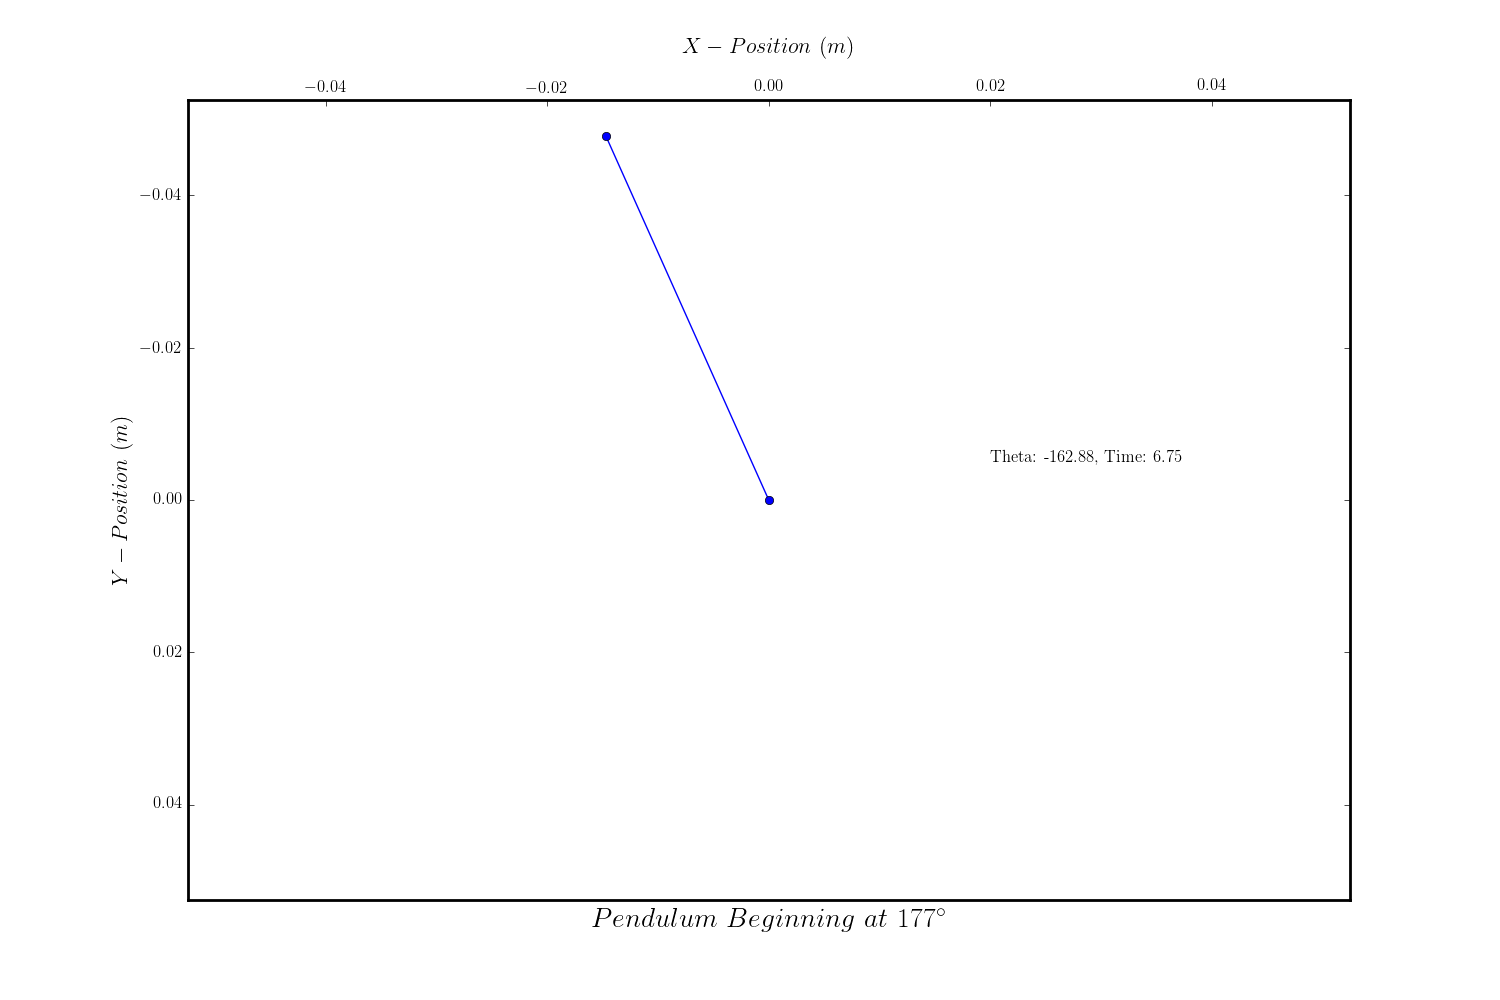 X − Position (m)
−0.04 −0.02 0.00 0.02 0.04
−0.04
−0.02
Y − Position (m)
Theta: -162.88, Time: 6.75
0.00
0.02
0.04
Pendulum Beginning at 177°